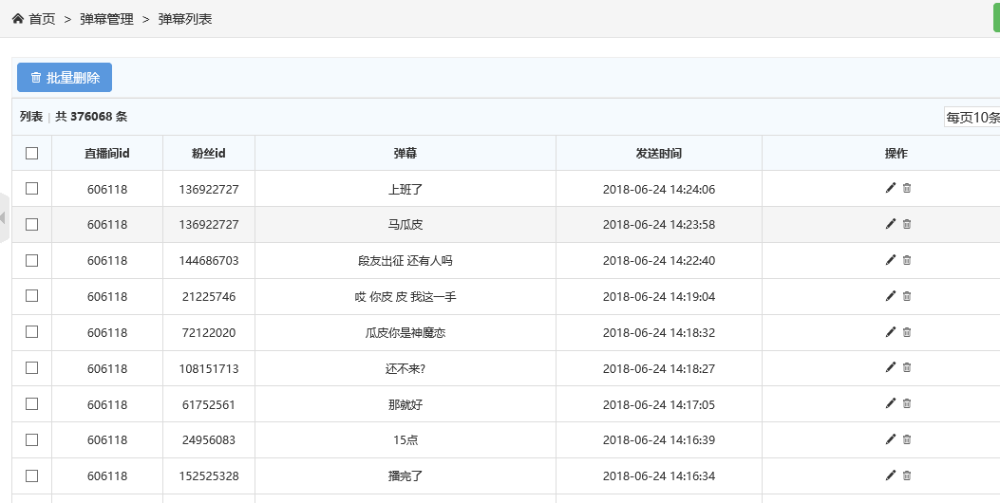 首页 > 弹幕管理 > 弹幕列表
批量删除
列表 | 共 376068 条 每页10条
直播间id 粉丝id 弹幕 发送时间 操作
606118 136922727 上班了 2018-06-24 14:24:06
606118 136922727 马瓜皮 2018-06-24 14:23:58
606118 144686703 段友出征 还有人吗 2018-06-24 14:22:40
606118 21225746 哎 你皮 皮 我这一手 2018-06-24 14:19:04
606118 72122020 瓜皮你是神魔恋 2018-06-24 14:18:32
606118 108151713 还不来? 2018-06-24 14:18:27
606118 61752561 那就好 2018-06-24 14:17:05
606118 24956083 15点 2018-06-24 14:16:39
606118 152525328 播完了 2018-06-24 14:16:34